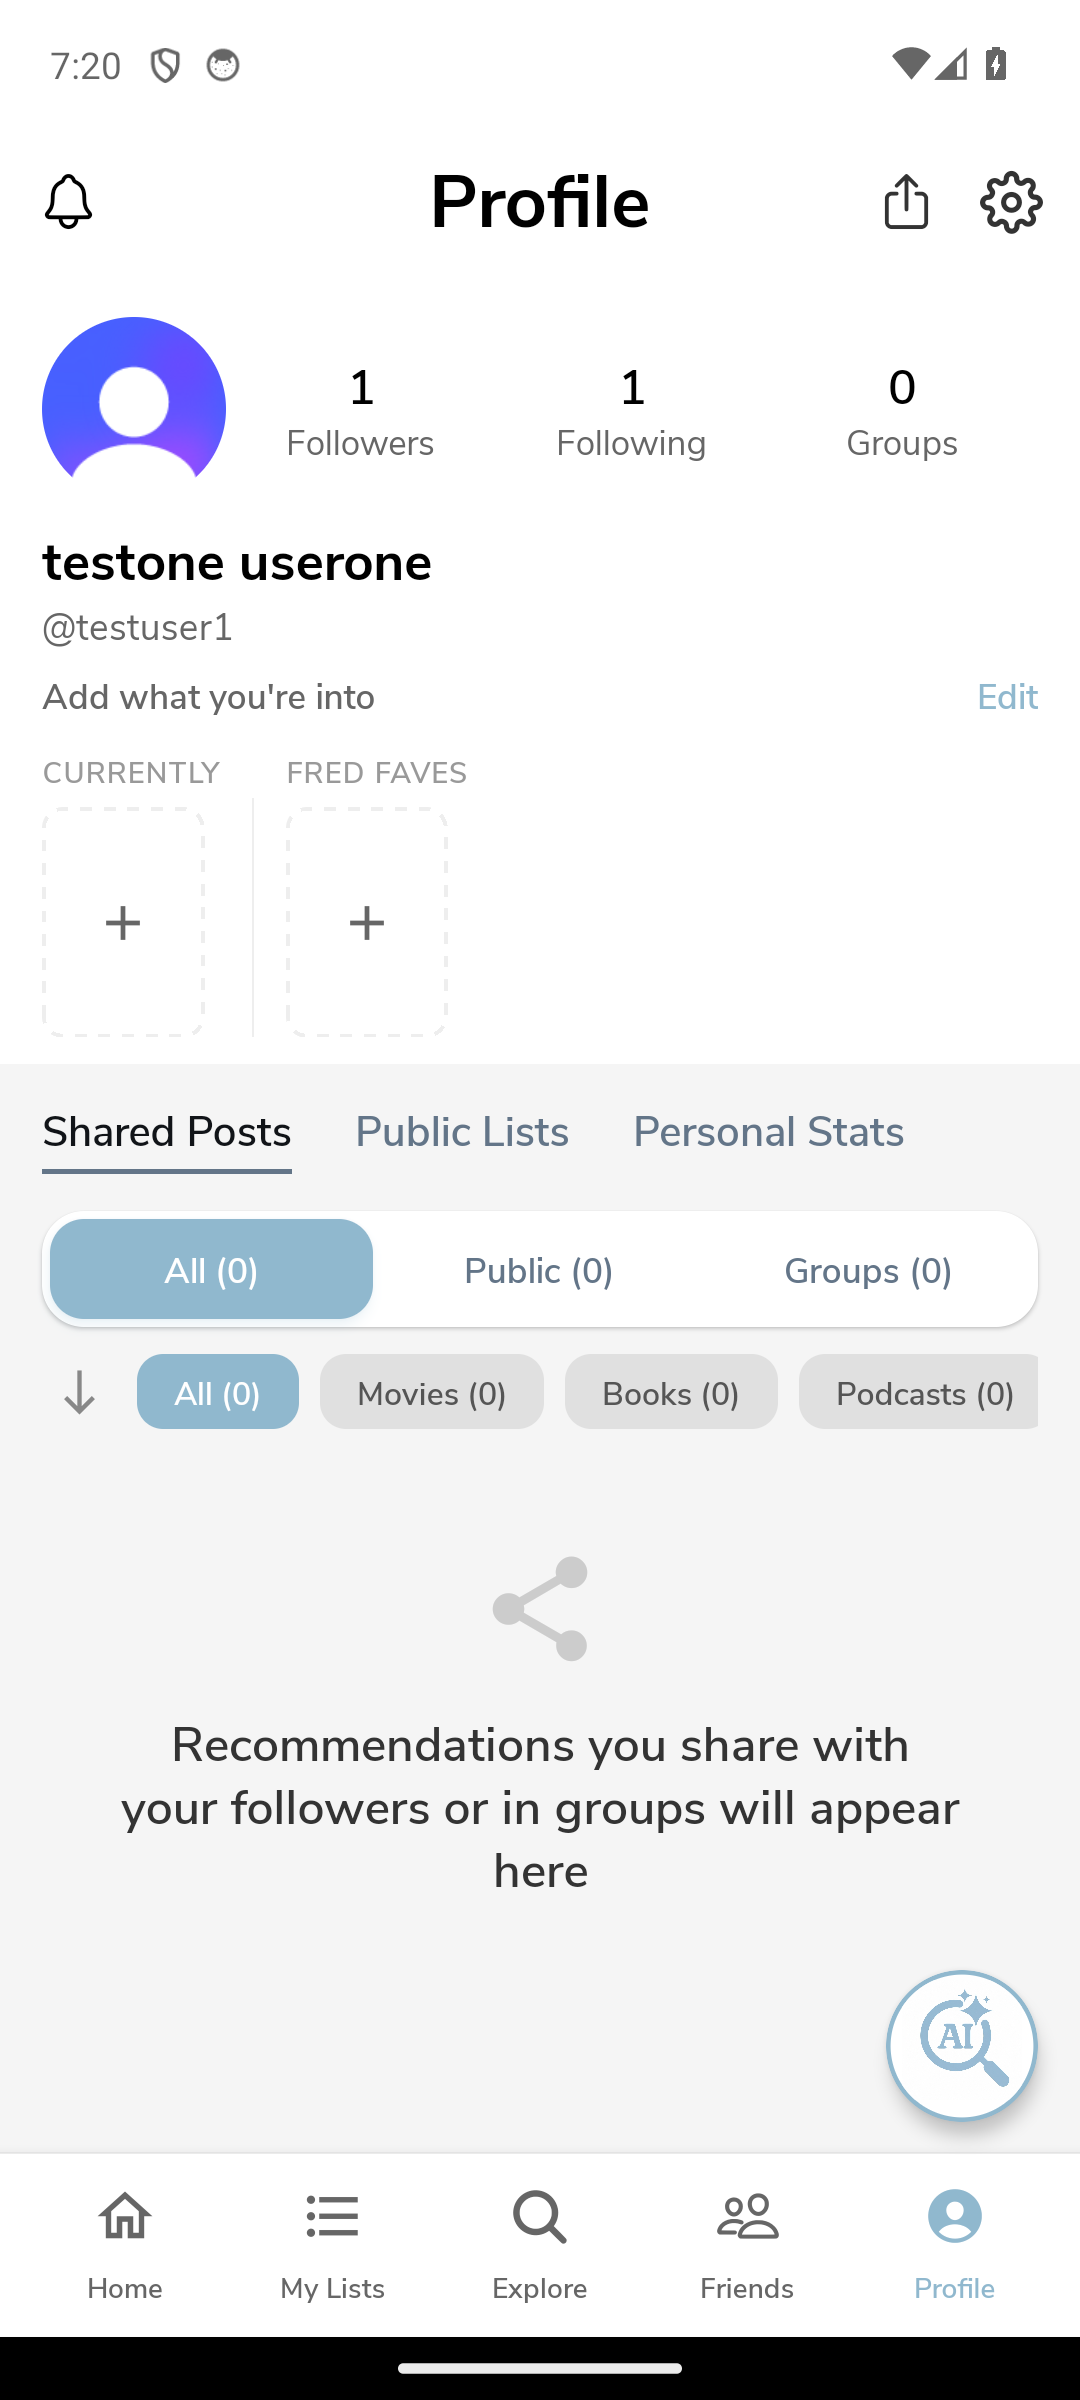 7:20
Profile
1
Followers
1
Following
0
Groups
testone userone
@testuser1
Add what you're into
Edit
CURRENTLY
FRED FAVES
Shared Posts
Public Lists
Personal Stats
All (0)
Public (0)
Groups (0)
All (0)
Movies (0)
Books (0)
Podcasts (0)
Recommendations you share with
your followers or in groups will appear
here
AI
Home
My Lists
Explore
Friends
Profile